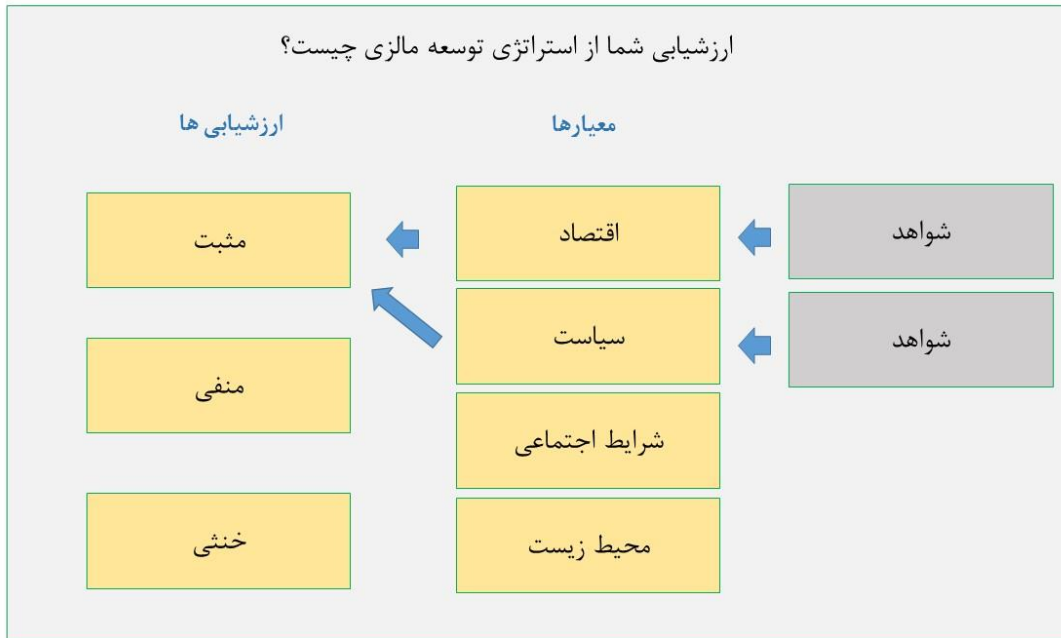 ارزشیابی شما از استراتژی توسعه مالزی چیست؟
معیارها
ارزشیابی ها
شواهد
اقتصاد
مثبت
شواهد
سیاست
منفی
شرایط اجتماعی
محیط زیست
خنثی